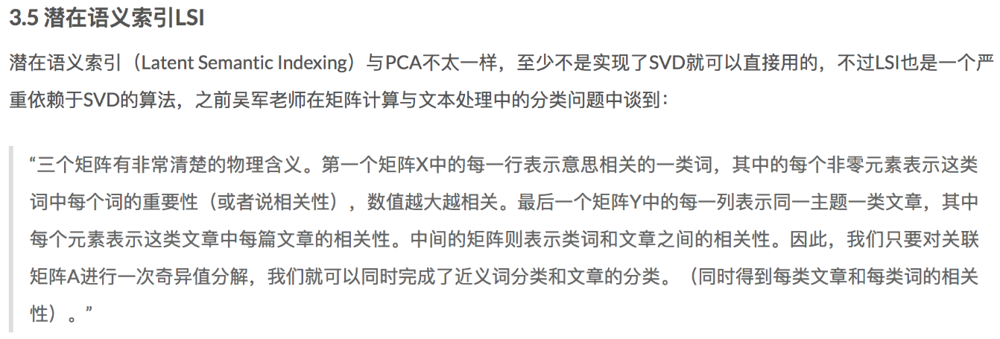 3.5 潜在语义索引LSI
潜在语义索引（Latent Semantic Indexing）与PCA不太一样，至少不是实现了SVD就可以直接用的，不过LSI也是一个严
重依赖于SVD的算法，之前吴军老师在矩阵计算与文本处理中的分类问题中谈到：
“三个矩阵有非常清楚的物理含义。第一个矩阵X中的每一行表示意思相关的一类词，其中的每个非零元素表示这类
词中每个词的重要性（或者说相关性），数值越大越相关。最后一个矩阵Y中的每一列表示同一主题一类文章，其中
每个元素表示这类文章中每篇文章的相关性。中间的矩阵则表示类词和文章之间的相关性。因此，我们只要对关联
矩阵A进行一次奇异值分解，我们就可以同时完成了近义词分类和文章的分类。（同时得到每类文章和每类词的相关
性）。”